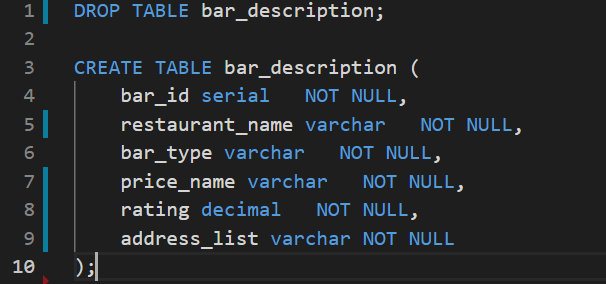 1 DROP TABLE bar_description;
2
3 CREATE TABLE bar_description (
4 bar_id serial   NOT NULL,
5 restaurant_name varchar   NOT NULL,
6 bar_type varchar   NOT NULL,
7 price_name varchar   NOT NULL,
8 rating decimal   NOT NULL,
9 address_list varchar NOT NULL
10 );